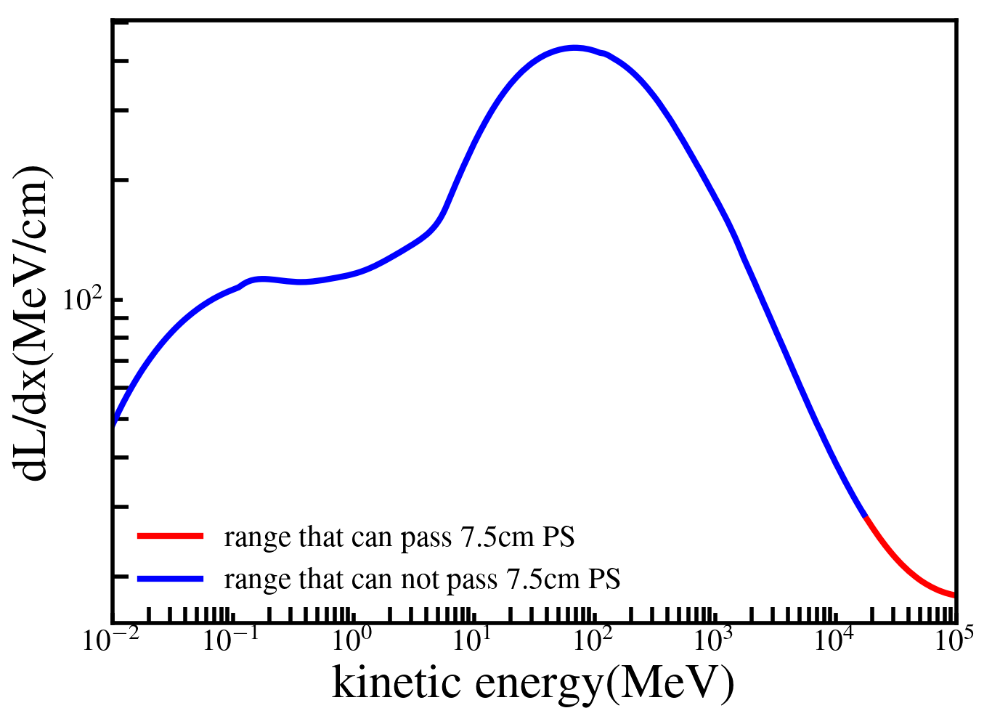 dL/dx(MeV/cm)
10²
range that can pass 7.5cm PS
range that can not pass 7.5cm PS
10⁻² 10⁻¹ 10⁰ 10¹ 10² 10³ 10⁴ 10⁵
kinetic energy(MeV)